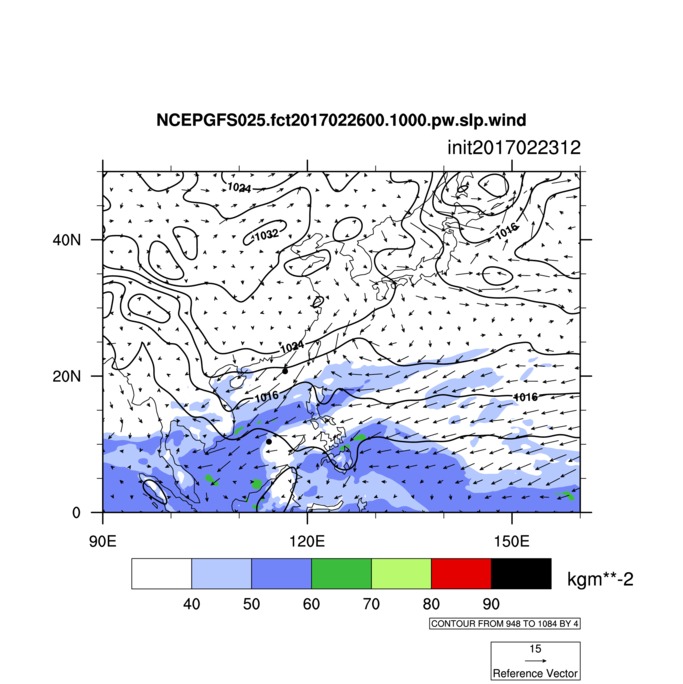 NCEPGFS025.fct2017022600.1000.pw.slp.wind
init2017022312
1024
1032
1016
40N
1024
20N
1016
1016
0
90E 120E 150E
kgm**-2
40 50 60 70 80 90
CONTOUR FROM 948 TO 1084 BY 4
15
Reference Vector